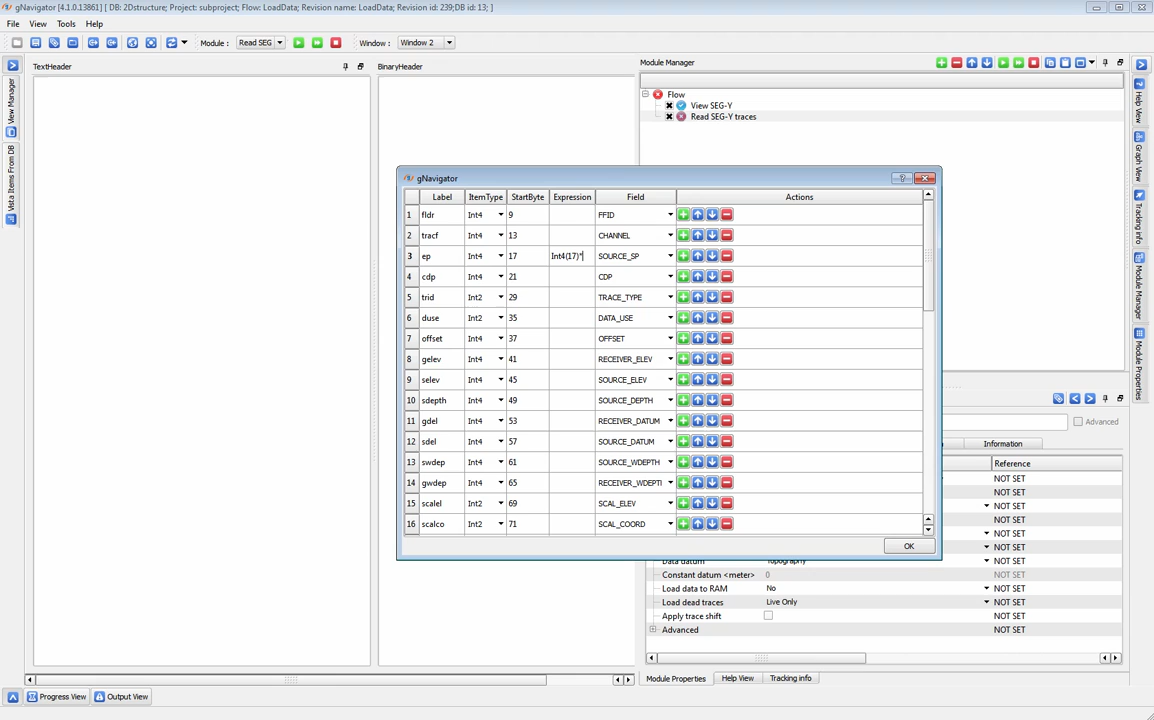 gNavigator [4.1.0.13861] [ DB: 2Dstructure; Project: subproject; Flow: LoadData; Revision name: LoadData; Revision id: 239;DB id: 13; ]
File View Tools Help
Module : Read SEG Window : Window 2
TextHeader BinaryHeader Module Manager
View Manager
Vista Items From DB
Help View
Graph View
Tracking info
Module Manager
Module Properties
Flow
View SEG-Y
Read SEG-Y traces
gNavigator
Label ItemType StartByte Expression Field Actions
1 fldr Int4 9 FFID
2 tracf Int4 13 CHANNEL
3 ep Int4 17 Int4(17)* SOURCE_SP
4 cdp Int4 21 CDP
5 trid Int2 29 TRACE_TYPE
6 duse Int2 35 DATA_USE
7 offset Int4 37 OFFSET
8 gelev Int4 41 RECEIVER_ELEV
9 selev Int4 45 SOURCE_ELEV
10 sdepth Int4 49 SOURCE_DEPTH
11 gdel Int4 53 RECEIVER_DATUM
12 sdel Int4 57 SOURCE_DATUM
13 swdep Int4 61 SOURCE_WDEPTH
14 gwdep Int4 65 RECEIVER_WDEPTI
15 scalel Int2 69 SCAL_ELEV
16 scalco Int2 71 SCAL_COORD
OK
Advanced
Information
Reference
NOT SET
NOT SET
NOT SET
NOT SET
NOT SET
NOT SET
Data datum Topography NOT SET
Constant datum <meter> 0 NOT SET
Load data to RAM No NOT SET
Load dead traces Live Only NOT SET
Apply trace shift NOT SET
Advanced NOT SET
Module Properties Help View Tracking info
Progress View Output View